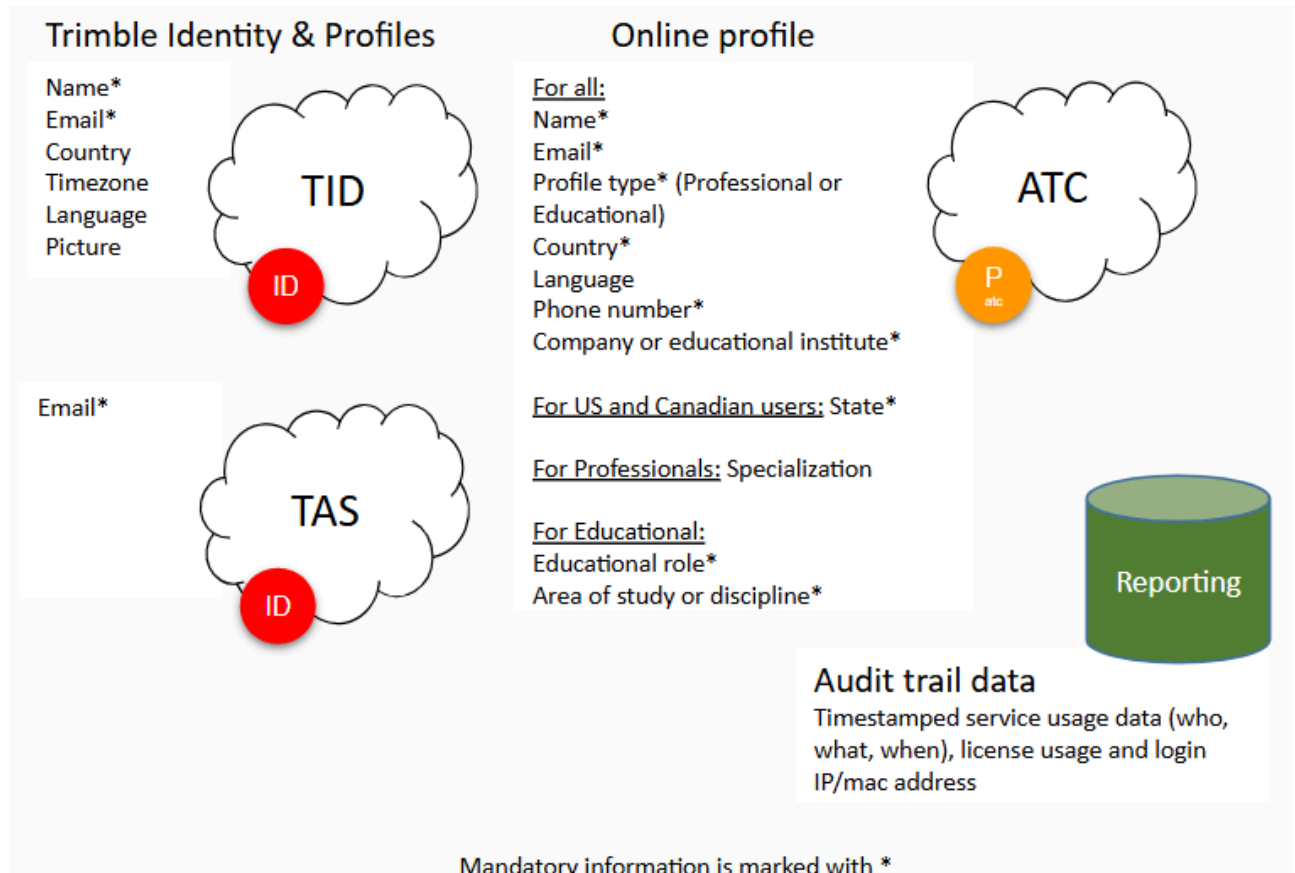 Trimble Identity & Profiles
Name*
Email*
Country
Timezone
Language
Picture
TID
ID
Email*
TAS
ID
Online profile
For all:
Name*
Email*
Profile type* (Professional or
Educational)
Country*
Language
Phone number*
Company or educational institute*
For US and Canadian users: State*
For Professionals: Specialization
For Educational:
Educational role*
Area of study or discipline*
ATC
P
atc
Reporting
Audit trail data
Timestamped service usage data (who,
what, when), license usage and login
IP/mac address
Mandatory information is marked with *